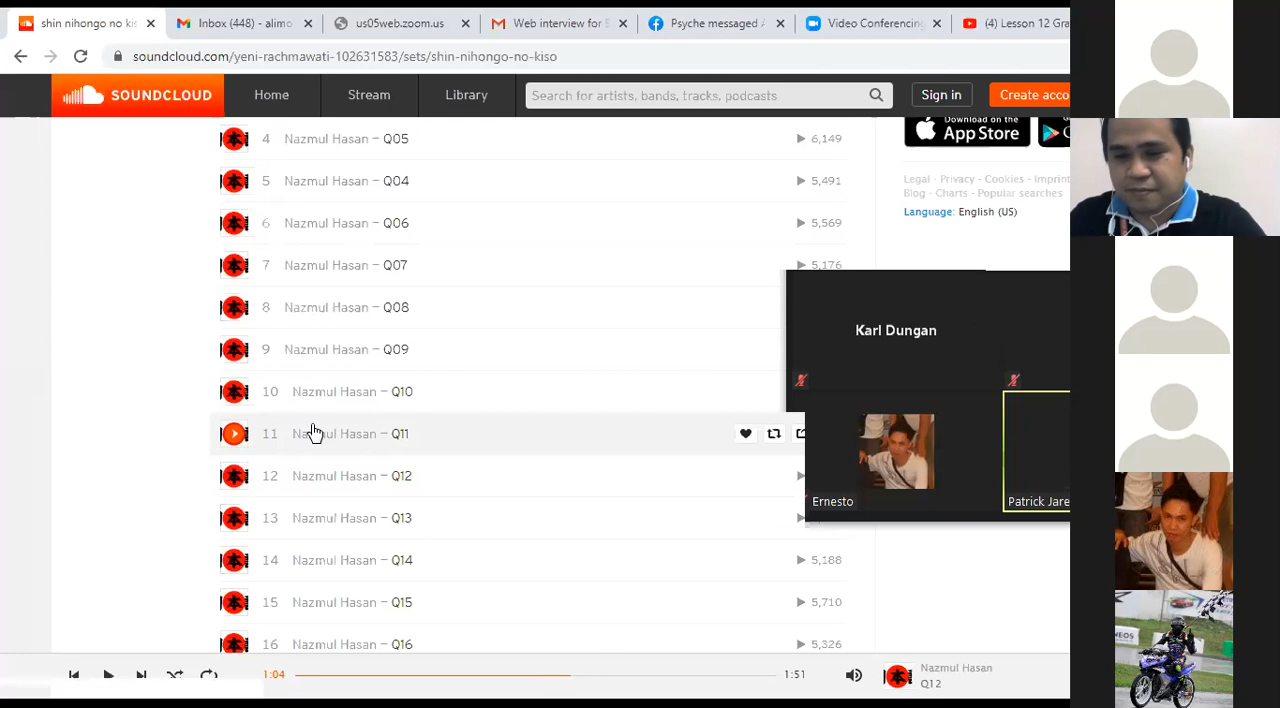 shin nihongo no kis
Inbox (448) - alimo
us05web.zoom.us
Web interview for
Psyche messaged
Video Conferencing
(4) Lesson 12 Gra
soundcloud.com/yeni-rachmawati-102631583/sets/shin-nihongo-no-kiso
SOUNDCLOUD
Home
Stream
Library
Search for artists, bands, tracks, podcasts
Sign in
Create acco
Download on the
App Store
4 Nazmul Hasan – Q05 6,149
5 Nazmul Hasan – Q04 5,491
Legal · Privacy · Cookies · Imprint
Blog · Charts · Popular searches
Language: English (US)
6 Nazmul Hasan – Q06 5,569
7 Nazmul Hasan – Q07 5,176
8 Nazmul Hasan – Q08
9 Nazmul Hasan – Q09
10 Nazmul Hasan – Q10
11 Nazmul Hasan – Q11
12 Nazmul Hasan – Q12
13 Nazmul Hasan – Q13
14 Nazmul Hasan – Q14 5,188
15 Nazmul Hasan – Q15 5,710
16 Nazmul Hasan – Q16 5,326
Karl Dungan
Ernesto
Patrick Jare
1:04
1:51
Nazmul Hasan
Q12